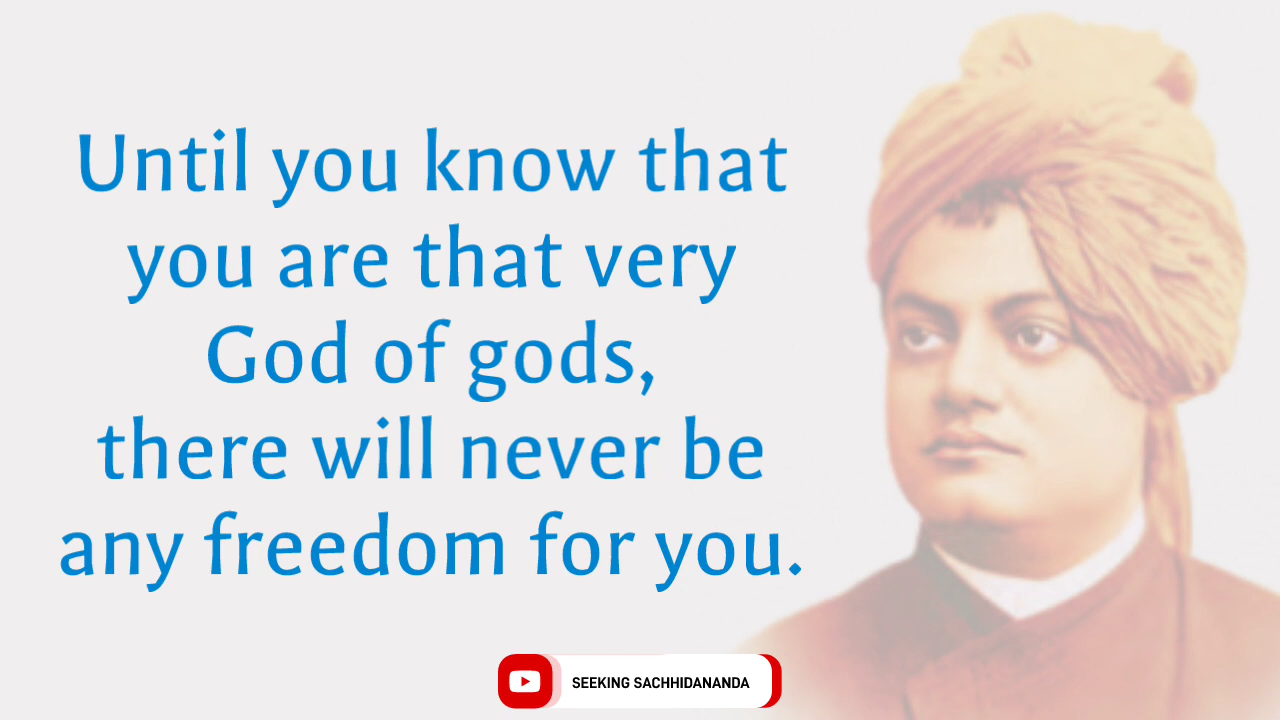 Until you know that
you are that very
God of gods,
there will never be
any freedom for you.
SEEKING SACHHIDANANDA